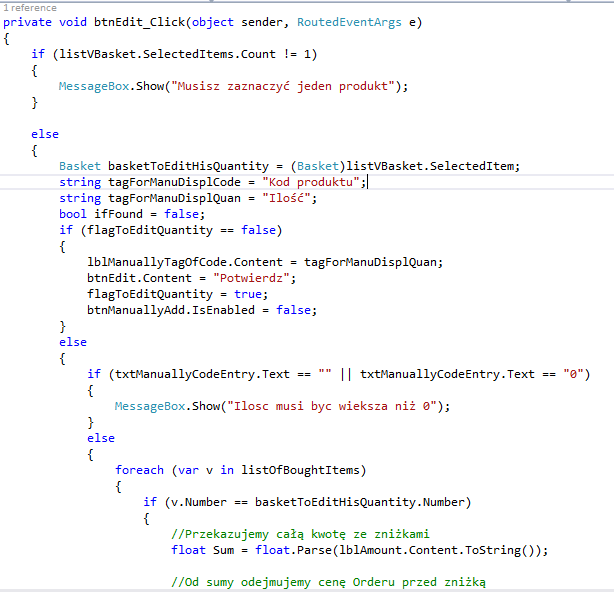 1 reference
private void btnEdit_Click(object sender, RoutedEventArgs e)
{
    if (listVBasket.SelectedItems.Count != 1)
    {
        MessageBox.Show("Musisz zaznaczyć jeden produkt");
    }

    else
    {
        Basket basketToEditHisQuantity = (Basket)listVBasket.SelectedItem;
        string tagForManuDisplCode = "Kod produktu";
        string tagForManuDisplQuan = "Ilość";
        bool ifFound = false;
        if (flagToEditQuantity == false)
        {
            lblManuallyTagOfCode.Content = tagForManuDisplQuan;
            btnEdit.Content = "Potwierdz";
            flagToEditQuantity = true;
            btnManuallyAdd.IsEnabled = false;
        }
        else
        {
            if (txtManuallyCodeEntry.Text == "" || txtManuallyCodeEntry.Text == "0")
            {
                MessageBox.Show("Ilosc musi byc wieksza niż 0");
            }
            else
            {
                foreach (var v in listOfBoughtItems)
                {
                    if (v.Number == basketToEditHisQuantity.Number)
                    {
                        //Przekazujemy całą kwotę ze zniżkami
                        float Sum = float.Parse(lblAmount.Content.ToString());

                        //Od sumy odejmujemy cenę Orderu przed zniżką